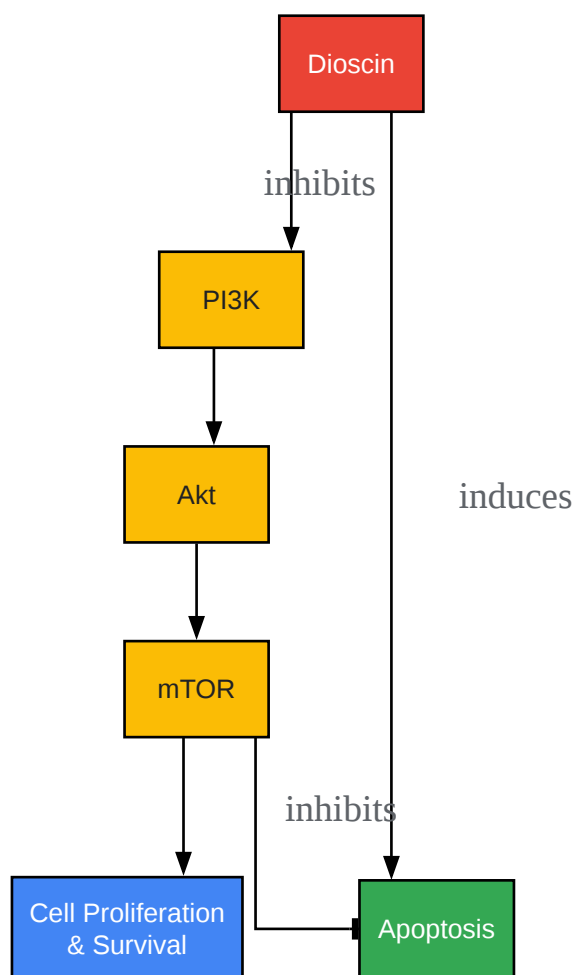 Dioscin
inhibits
PI3K
Akt
induces
mTOR
inhibits
Cell Proliferation
& Survival
Apoptosis